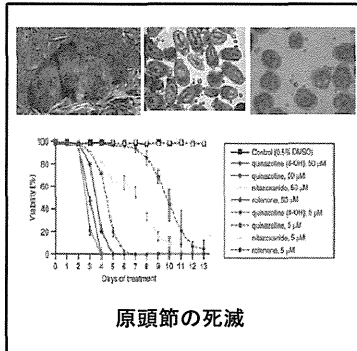 Viability (%)
100
80
60
40
20
0
0 1 2 3 4 5 6 7 8 9 10 11 12 13
Days of treatment
Control (0.5% DMSO)
quinazoline (8-OH), 50 µM
quinazoline, 50 µM
nitazoxanide, 50 µM
rotenone, 50 µM
quinazoline (8-OH), 5 µM
quinazoline, 5 µM
nitazoxanide, 5 µM
rotenone, 5 µM
原頭節の死滅